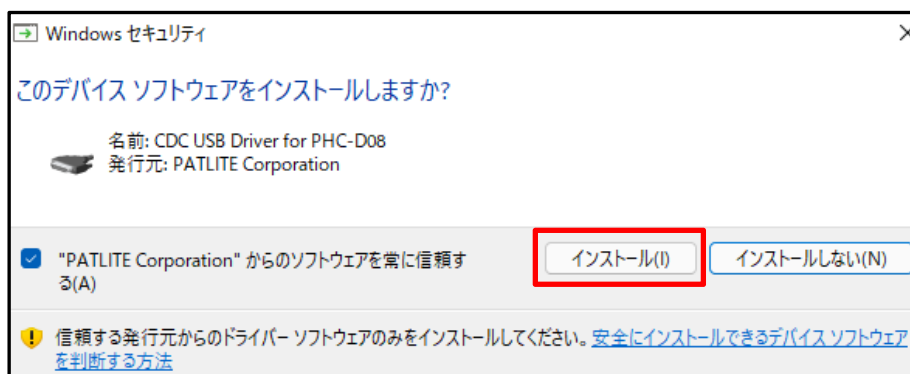 Windows セキュリティ
このデバイス ソフトウェアをインストールしますか?
名前: CDC USB Driver for PHC-D08
発行元: PATLITE Corporation
"PATLITE Corporation" からのソフトウェアを常に信頼す
る(A)
インストール(I)
インストールしない(N)
信頼する発行元からのドライバー ソフトウェアのみをインストールしてください。安全にインストールできるデバイス ソフトウェア
を判断する方法